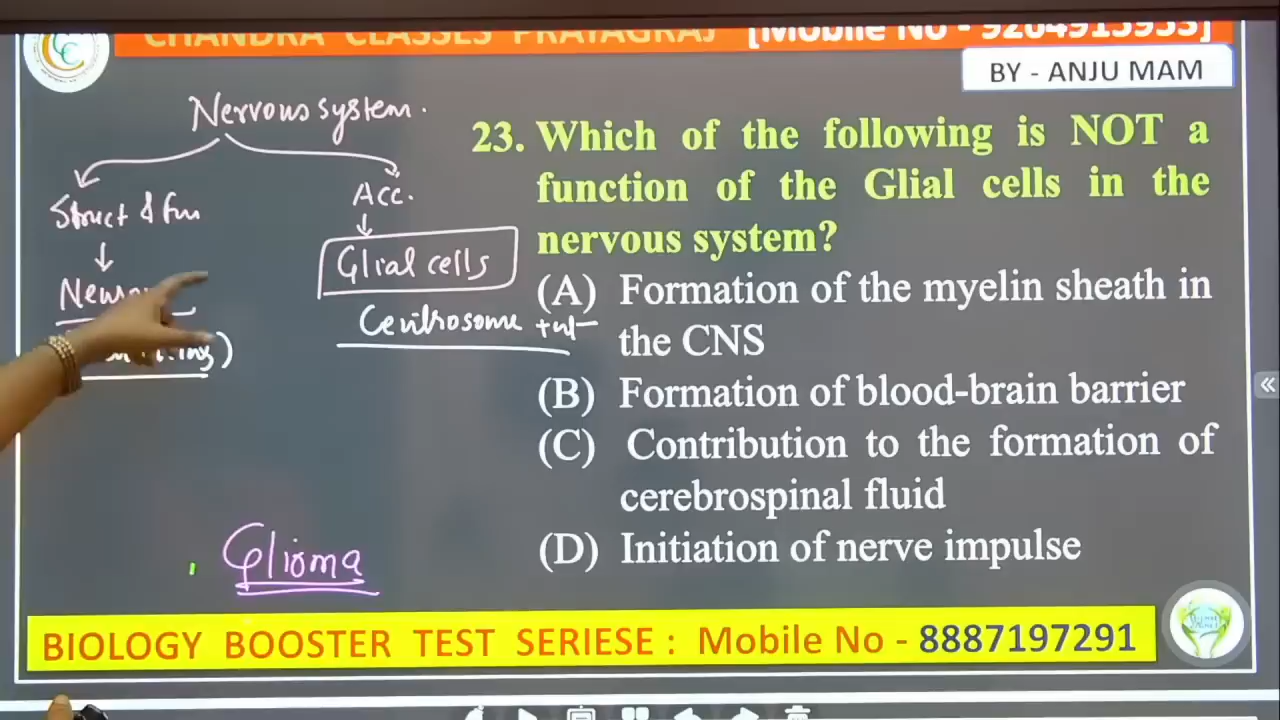 CHANDRA CLASSES PRAYAGRAJ [Mobile No - 9264915953]
BY - ANJU MAM
Nervous system.
Struct & Fun
Acc.
Glial cells
Centrosome +nt
23. Which of the following is NOT a
function of the Glial cells in the
nervous system?
(A) Formation of the myelin sheath in
the CNS
(B) Formation of blood-brain barrier
(C) Contribution to the formation of
cerebrospinal fluid
(D) Initiation of nerve impulse
Glioma
BIOLOGY BOOSTER TEST SERIESE : Mobile No - 8887197291